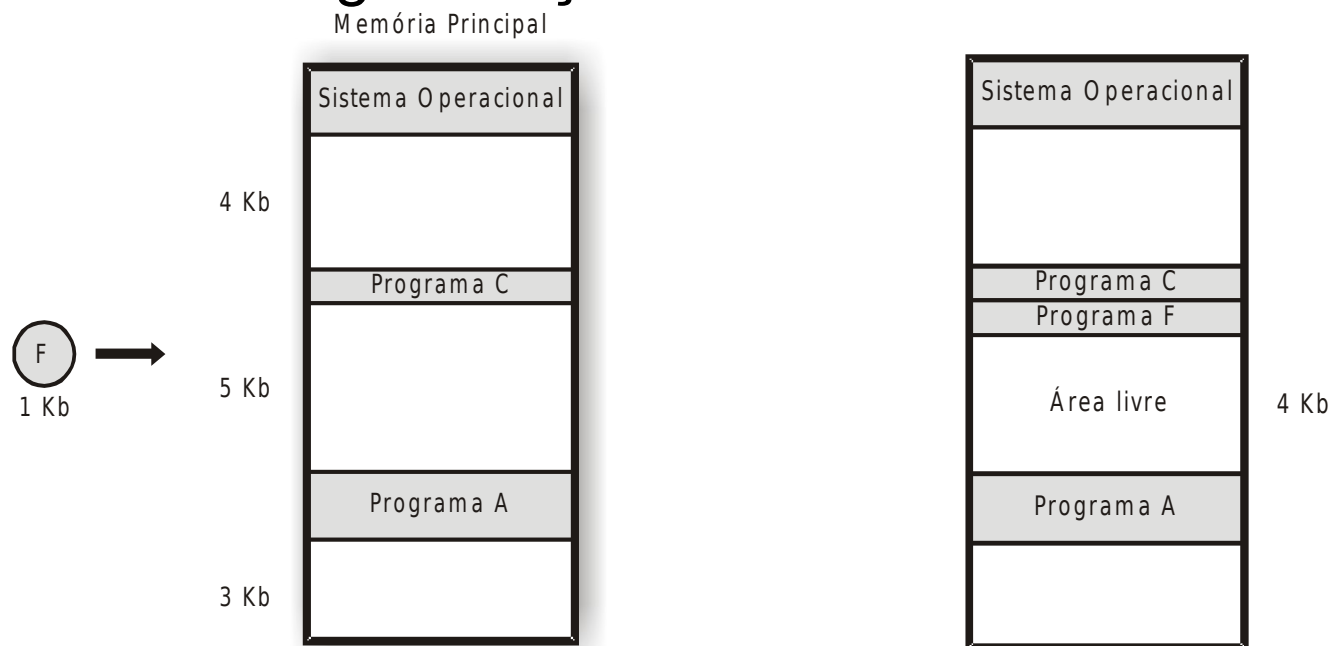 Memória Principal
Sistema Operacional
4 Kb
Programa C
F
1 Kb
5 Kb
Programa A
3 Kb
Sistema Operacional
Programa C
Programa F
Área livre
4 Kb
Programa A